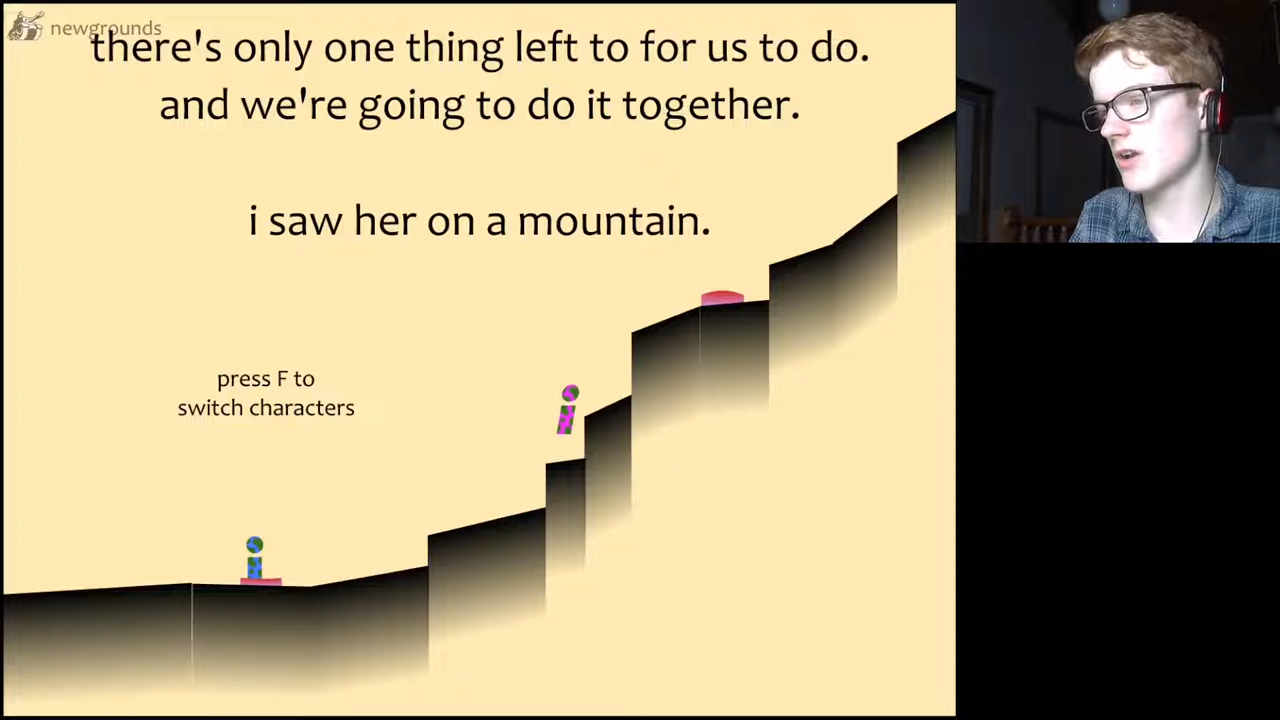 newgrounds
there's only one thing left to for us to do.
and we're going to do it together.
i saw her on a mountain.
press F to
switch characters